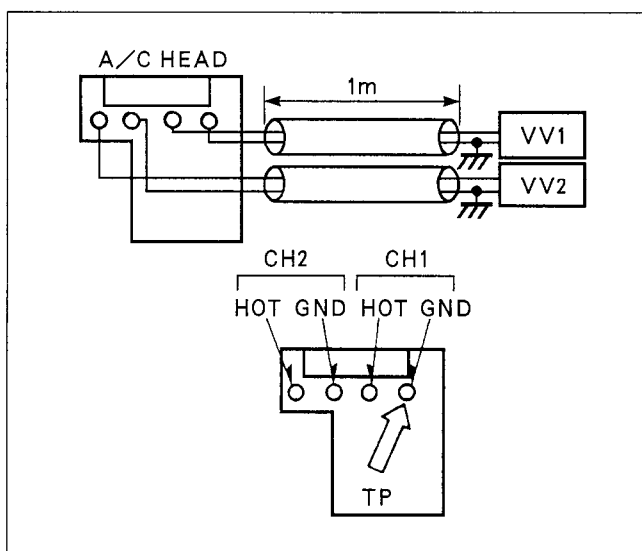 A/C HEAD
1m
VV1
VV2
CH2 CH1
HOT GND HOT GND
TP